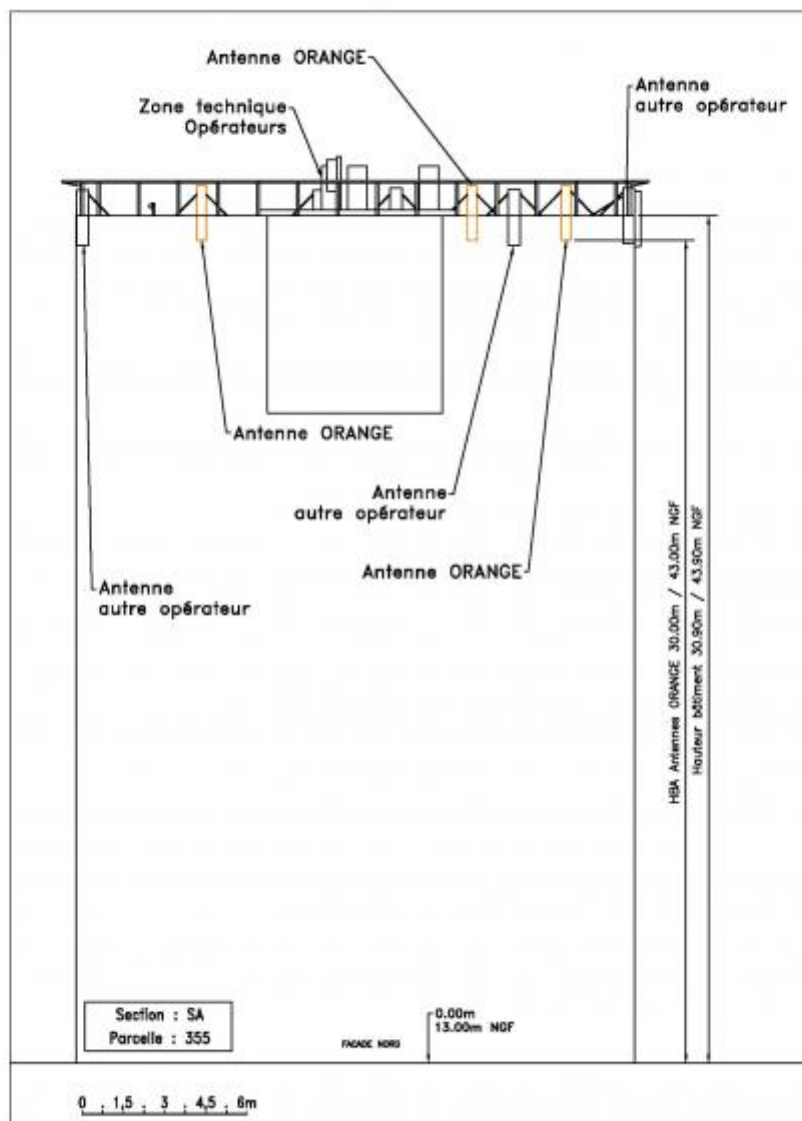 Antenne ORANGE
Antenne
autre opérateur
Zone technique
Opérateurs
Antenne ORANGE
Antenne
autre opérateur
Antenne ORANGE
Antenne
autre opérateur
HBA Antennes ORANGE 30.00m / 43.00m NGF
Hauteur bâtiment 30.90m / 43.90m NGF
Section : SA
Parcelle : 355
0.00m
13.00m NGF
FACADE NORD
0 . 1,5 . 3 . 4,5 . 6m